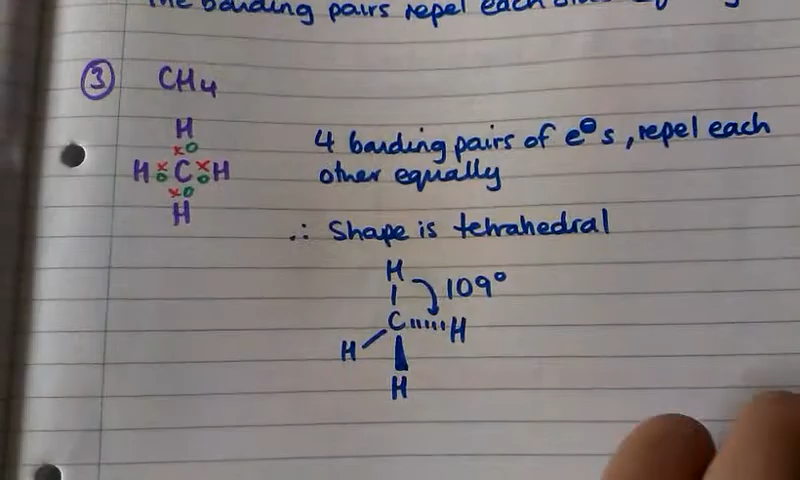 The bonding pairs repel each
3 CH4
H
H C H
H
4 bonding pairs of e⊖s, repel each
other equally
∴ Shape is tetrahedral
H
109°
C H
H
H